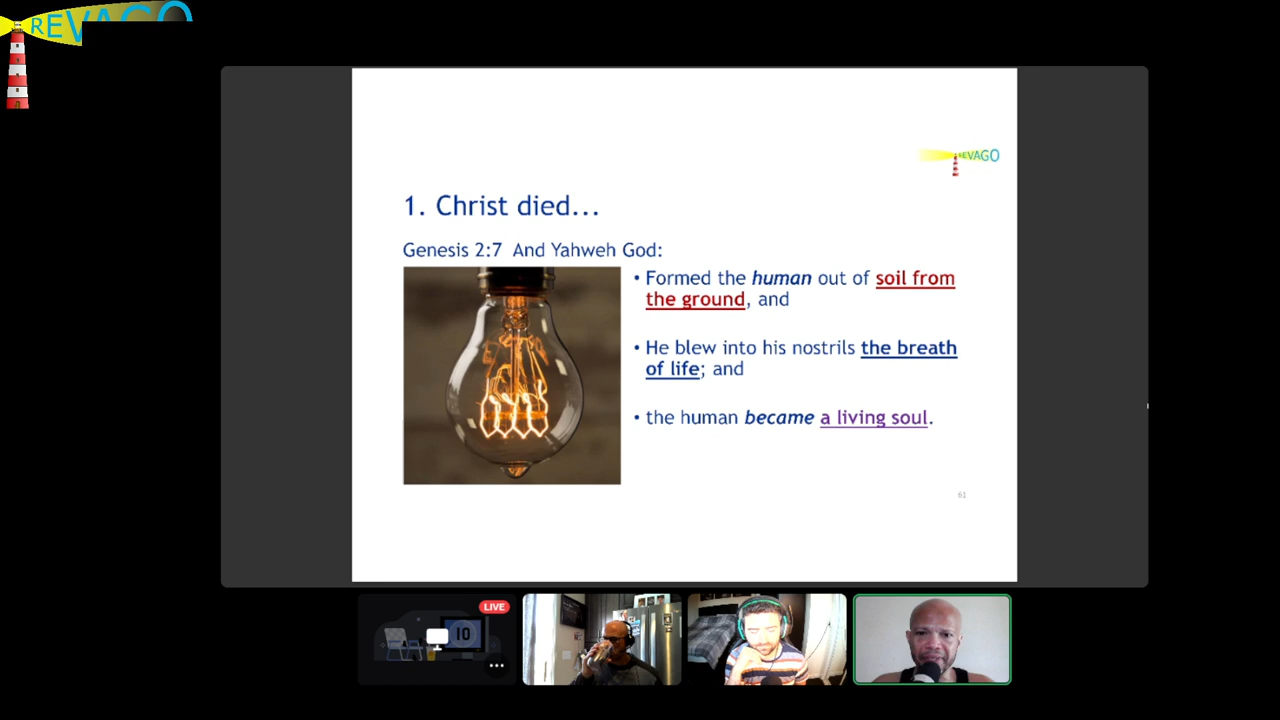 REVAGO
REVAGO
1. Christ died...
Genesis 2:7 And Yahweh God:
• Formed the human out of soil from
the ground, and
• He blew into his nostrils the breath
of life; and
• the human became a living soul.
61
LIVE
10